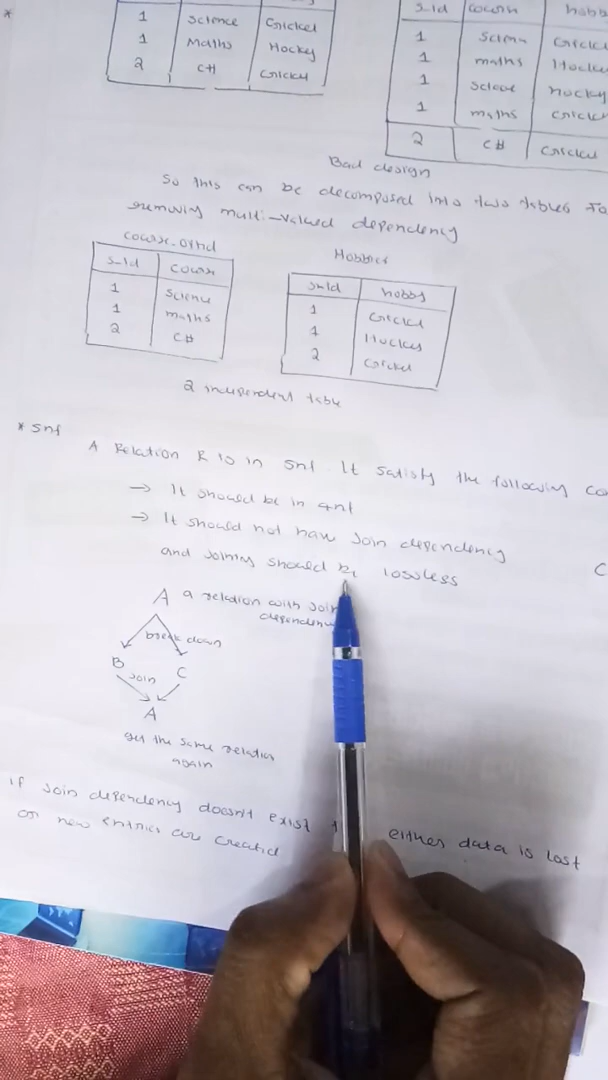 *
1 Science Cricket
1 Maths Hocky
2 C#
Cricket
S-Id Course hobb
1 Science Cricke
1 maths Hocke
1 Science Hocky
1 maths Cricke
2 C# Cricket
Bad design
So this can be decomposed into two tables fo
removing multi-valued dependency
Course-Opted
Hobbies
S-Id Course
1 Science
1 maths
2 C#
S-Id hobby
1 Cricket
1 Hockey
2 Cricket
2 independent table
* 5nf
A Relation R is in 5nf It satisfy the following co
→ It should be in 4nf
→ It should not have Join dependency
and Joining should be lossless
C
A a relation with Join
dependency
break down
B Join C
A
get the same relation
again
if Join dependency doesn't exist either data is lost
or new entries are created